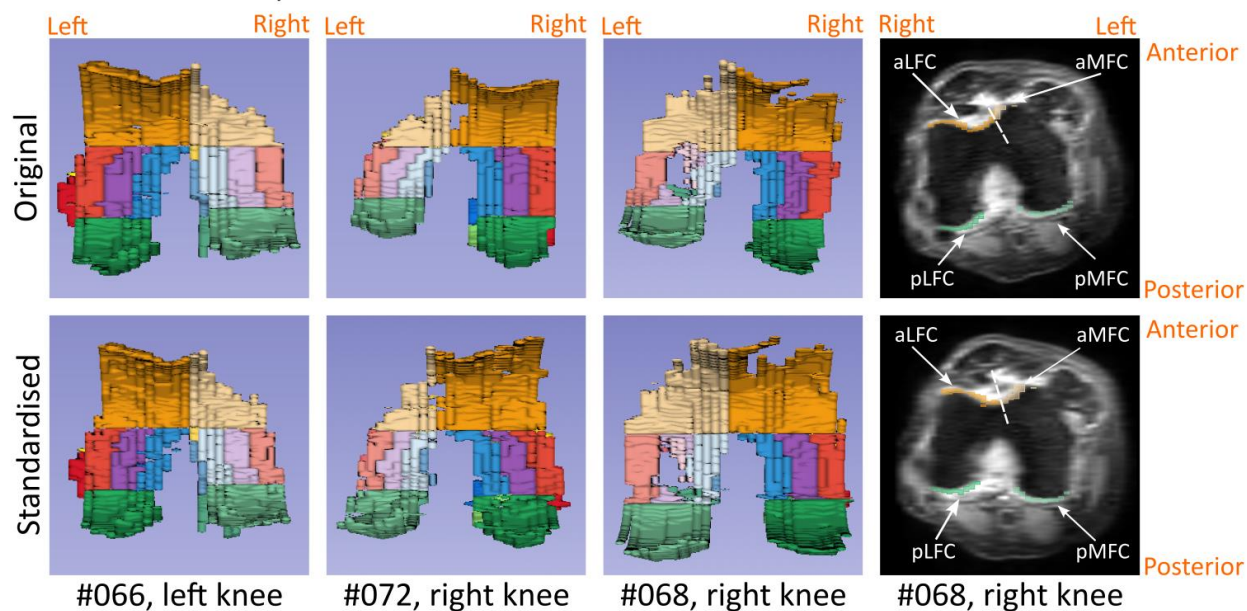 Left Right Left Right Left Right Right Left
Original
aLFC aMFC Anterior
pLFC pMFC
Posterior
Standardised
aLFC aMFC Anterior
pLFC pMFC
Posterior
#066, left knee #072, right knee #068, right knee #068, right knee